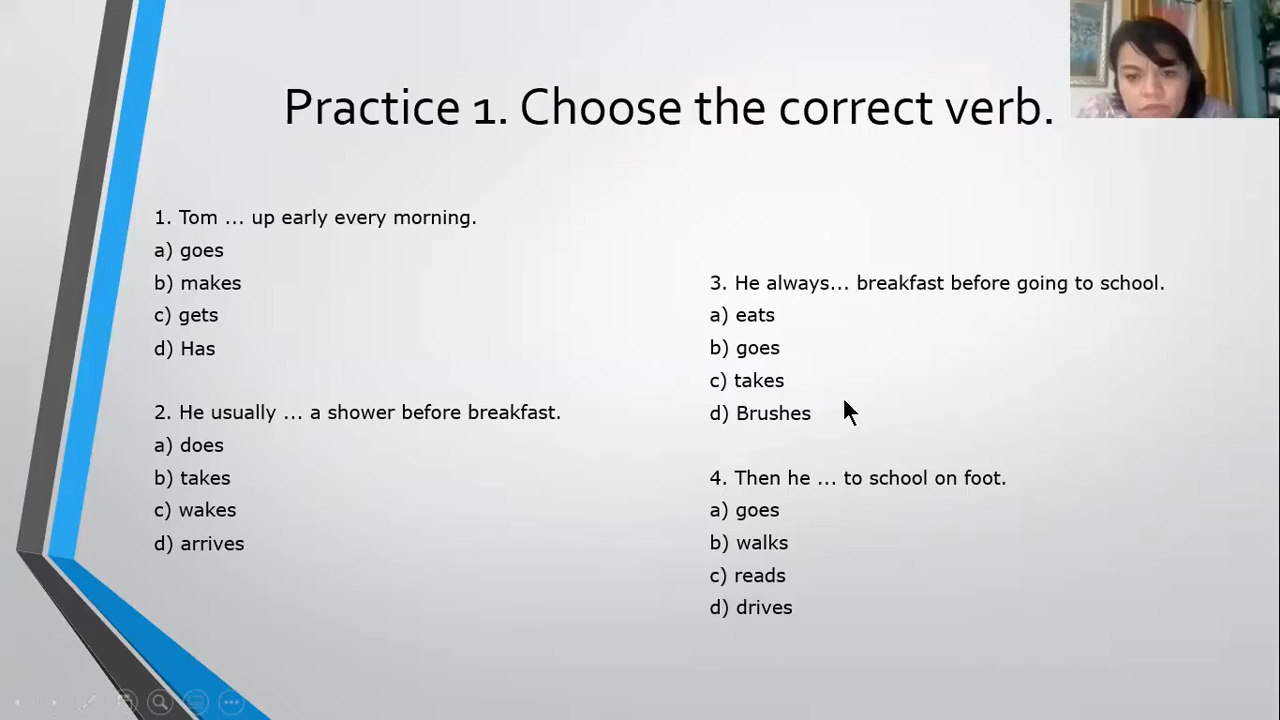 Practice 1. Choose the correct verb.
1. Tom ... up early every morning.
a) goes
b) makes
c) gets
d) Has
2. He usually ... a shower before breakfast.
a) does
b) takes
c) wakes
d) arrives
3. He always... breakfast before going to school.
a) eats
b) goes
c) takes
d) Brushes
4. Then he ... to school on foot.
a) goes
b) walks
c) reads
d) drives